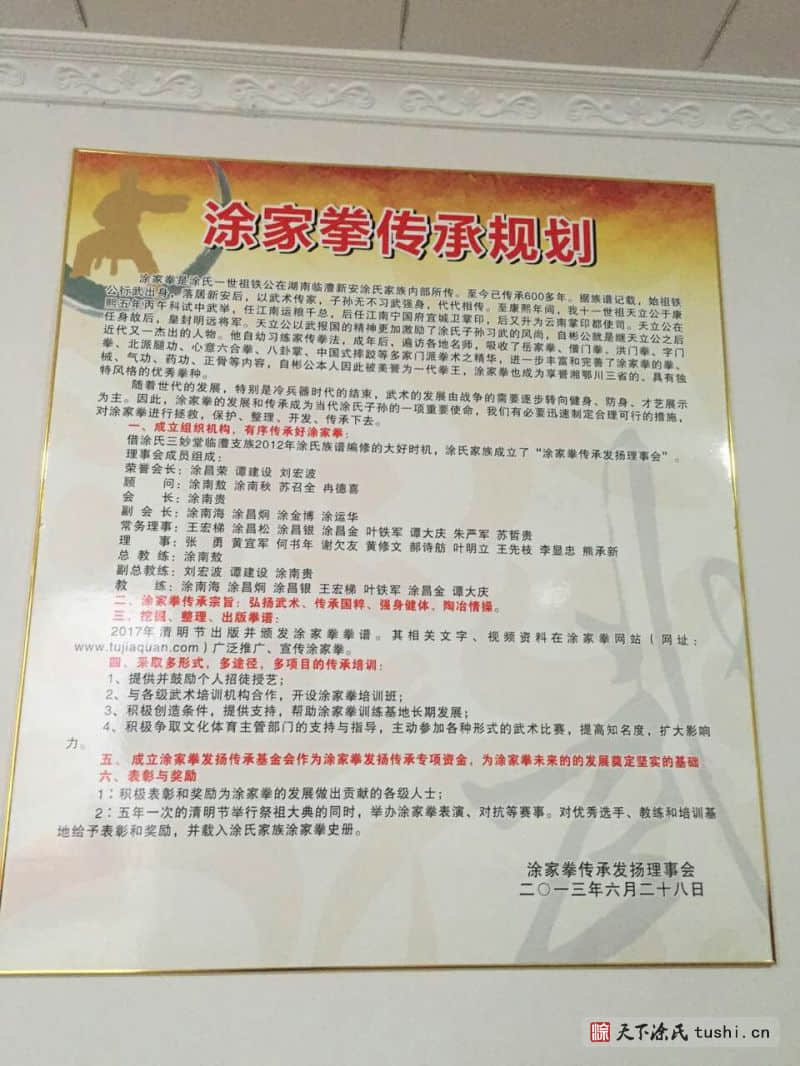 涂家拳传承规划
涂家拳是涂氏一世祖铁公在湖南临澧新安涂氏家族内部所传。至今已传承600多年。据族谱记载，始祖铁
公标武出身，落居新安后，以武术传家，子孙无不习武强身，代代相传。至康熙年间，我十一世祖天立公于康
熙五年丙午科试中武举，任江南运粮千总，后任江南宁国府宜城卫掌印，后又升为云南掌印都使司。天立公在
任身故后，皇封明远将军。天立公以武报国的精神更加激励了涂氏子孙习武的风尚，自彬公就是继天立公之后
近代又一杰出的人物。他自幼习练家传拳法，成年后，遍访各地名师，吸收了岳家拳、僧门拳、洪门拳、字门
拳、北派腿功、心意六合拳、八卦掌、中国式摔跤等多家门派拳术之精华，进一步丰富和完善了涂家拳的拳、
械、气功、药功、正骨等内容，自彬公本人因此被美誉为一代拳王，涂家拳也成为享誉湘鄂川三省的、具有独
特风格的优秀拳种。
随着世代的发展，特别是冷兵器时代的结束，武术的发展由战争的需要逐步转向健身、防身、才艺展示
为主。因此，涂家拳的发展和传承成为当代涂氏子孙的一项重要使命，我们有必要迅速制定合理可行的措施，
对涂家拳进行拯救，保护、整理、开发、传承下去。
一、成立组织机构，有序传承好涂家拳：
借涂氏三妙堂临澧支族2012年涂氏族谱编修的大好时机，涂氏家族成立了“涂家拳传承发扬理事会”。
理事会成员组成：
荣誉会长：涂昌荣 谭建设 刘宏波
顾 问：涂南敖 涂南秋 苏召全 冉德喜
会 长：涂南贵
副 会 长：涂南海 涂昌炯 涂金博 涂运华
常务理事：王宏梯 涂昌松 涂昌银 涂昌金 叶铁军 谭大庆 朱严军 苏哲贵
理 事：张 勇 黄宜军 何书年 谢欠友 黄修文 郝诗舫 叶明立 王先枝 李显忠 熊承新
总 教 练：涂南敖
副总教练：刘宏波 谭建设 涂南贵
教 练：涂南海 涂昌炯 涂昌银 王宏梯 叶铁军 涂昌金 谭大庆
二、涂家拳传承宗旨：弘扬武术、传承国粹、强身健体、陶冶情操。
三、挖掘、整理、出版拳谱：
2017年清明节出版并颁发涂家拳拳谱。其相关文字、视频资料在涂家拳网站（网址：
www.tujiaquan.com）广泛推广、宣传涂家拳。
四、采取多形式，多途径，多项目的传承培训：
1、提供并鼓励个人招徒授艺；
2、与各级武术培训机构合作，开设涂家拳培训班；
3、积极创造条件，提供支持，帮助涂家拳训练基地长期发展；
4、积极争取文化体育主管部门的支持与指导，主动参加各种形式的武术比赛，提高知名度，扩大影响
力。
五、成立涂家拳发扬传承基金会作为涂家拳发扬传承专项资金，为涂家拳未来的的发展奠定坚实的基础
六、表彰与奖励
1：积极表彰和奖励为涂家拳的发展做出贡献的各级人士；
2：五年一次的清明节举行祭祖大典的同时，举办涂家拳表演、对抗等赛事。对优秀选手、教练和培训基
地给予表彰和奖励，并载入涂氏家族涂家拳史册。
涂家拳传承发扬理事会
二〇一三年六月二十八日
涂 天下涂氏 tushi.cn